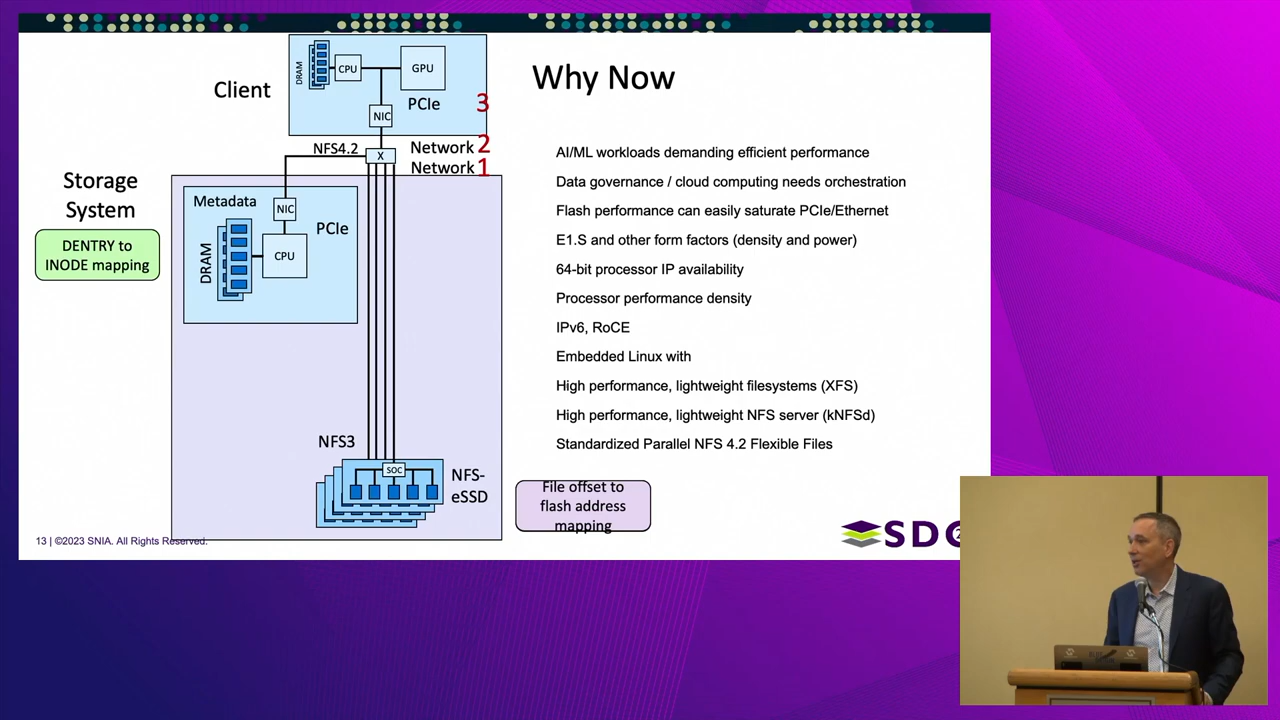 Why Now
Client
DRAM
CPU
GPU
NIC
PCIe
3
NFS4.2
X
Network 2
Network 1
Storage
System
DENTRY to
INODE mapping
Metadata
NIC
PCIe
DRAM
CPU
NFS3
SOC
NFS-
eSSD
File offset to
flash address
mapping
AI/ML workloads demanding efficient performance
Data governance / cloud computing needs orchestration
Flash performance can easily saturate PCIe/Ethernet
E1.S and other form factors (density and power)
64-bit processor IP availability
Processor performance density
IPv6, RoCE
Embedded Linux with
High performance, lightweight filesystems (XFS)
High performance, lightweight NFS server (kNFSd)
Standardized Parallel NFS 4.2 Flexible Files
13 | ©2023 SNIA. All Rights Reserved.
SD